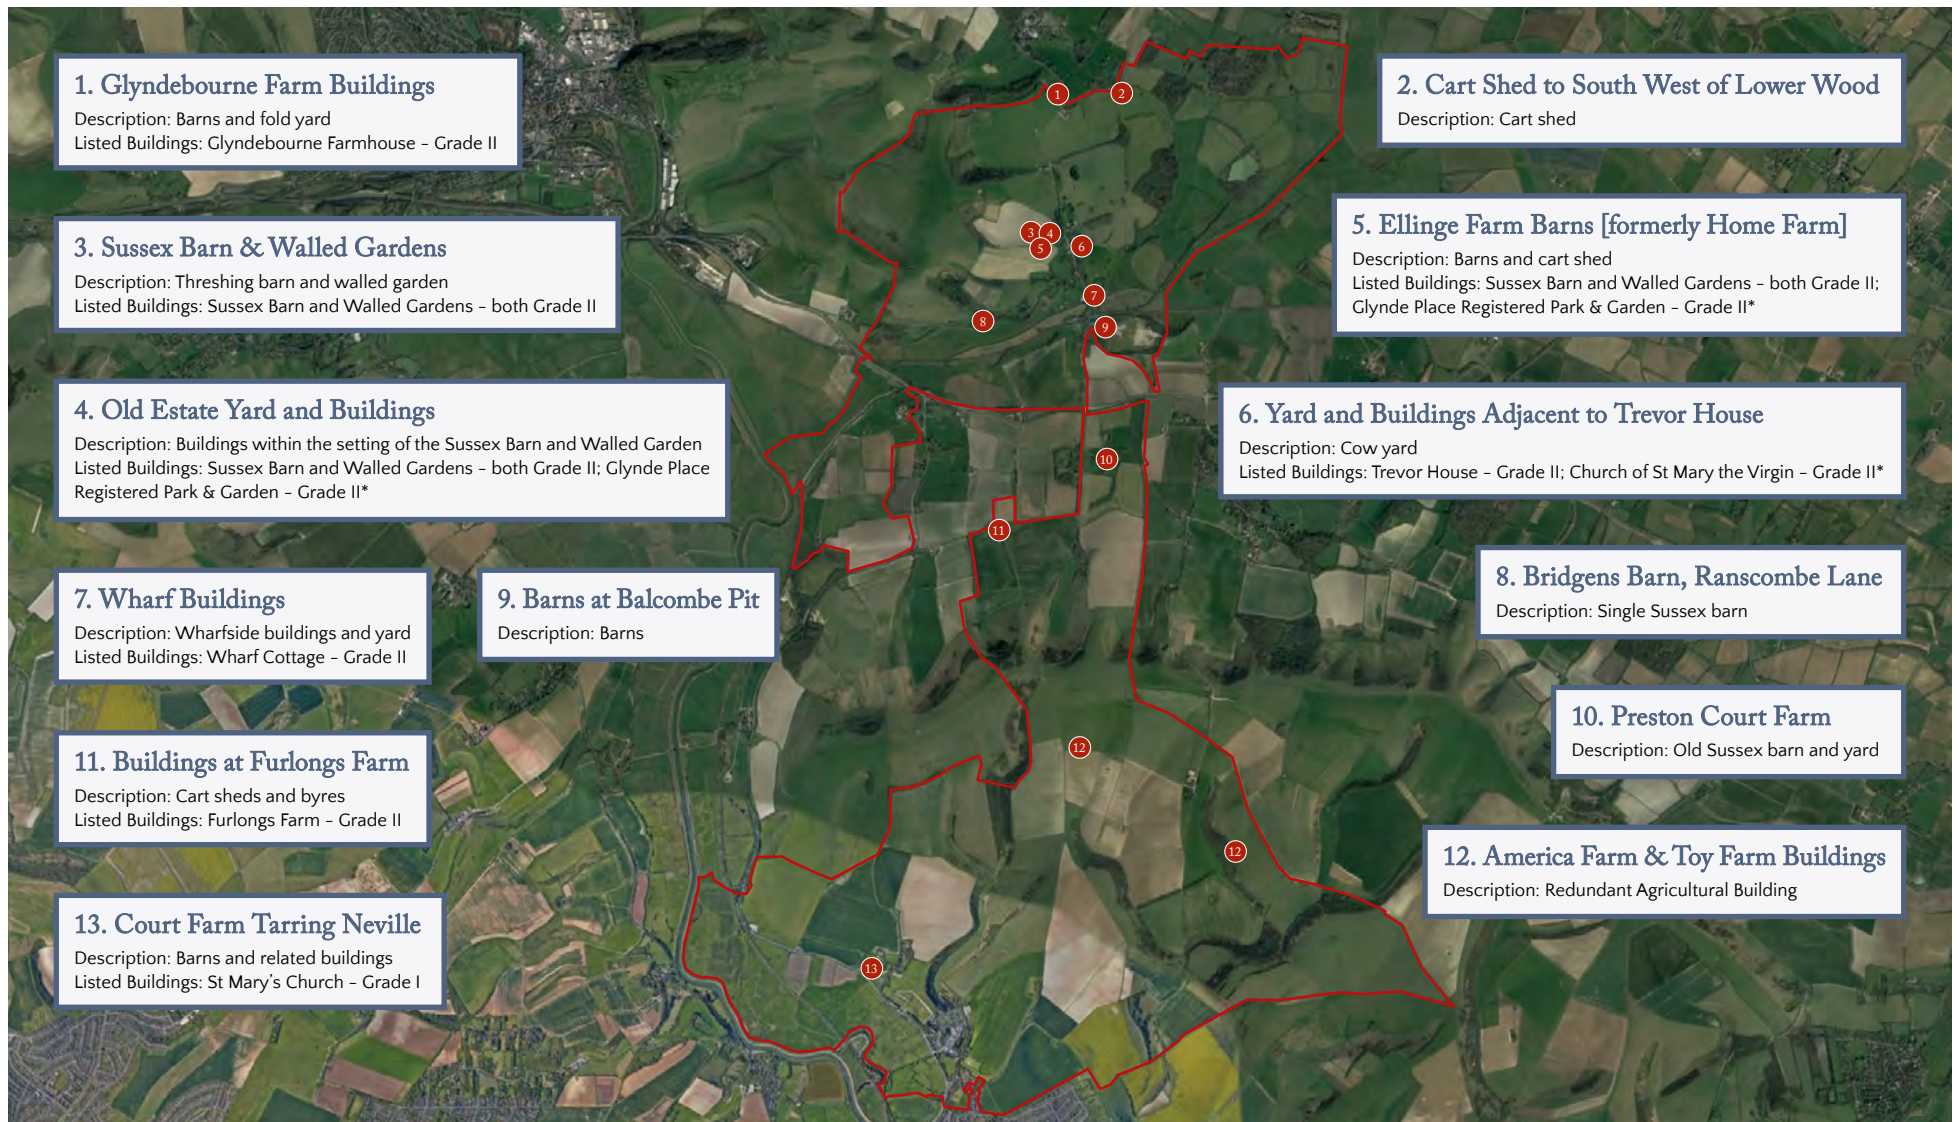 1. Glyndebourne Farm Buildings
Description: Barns and fold yard
Listed Buildings: Glyndebourne Farmhouse – Grade II
2. Cart Shed to South West of Lower Wood
Description: Cart shed
3. Sussex Barn & Walled Gardens
Description: Threshing barn and walled garden
Listed Buildings: Sussex Barn and Walled Gardens – both Grade II
5. Ellinge Farm Barns [formerly Home Farm]
Description: Barns and cart shed
Listed Buildings: Sussex Barn and Walled Gardens – both Grade II;
Glynde Place Registered Park & Garden – Grade II*
4. Old Estate Yard and Buildings
Description: Buildings within the setting of the Sussex Barn and Walled Garden
Listed Buildings: Sussex Barn and Walled Gardens – both Grade II; Glynde Place
Registered Park & Garden – Grade II*
6. Yard and Buildings Adjacent to Trevor House
Description: Cow yard
Listed Buildings: Trevor House – Grade II; Church of St Mary the Virgin – Grade II*
7. Wharf Buildings
Description: Wharfside buildings and yard
Listed Buildings: Wharf Cottage – Grade II
9. Barns at Balcombe Pit
Description: Barns
8. Bridgens Barn, Ranscombe Lane
Description: Single Sussex barn
10. Preston Court Farm
Description: Old Sussex barn and yard
11. Buildings at Furlongs Farm
Description: Cart sheds and byres
Listed Buildings: Furlongs Farm – Grade II
12. America Farm & Toy Farm Buildings
Description: Redundant Agricultural Building
13. Court Farm Tarring Neville
Description: Barns and related buildings
Listed Buildings: St Mary's Church – Grade I
1
2
3
4
5
6
7
8
9
10
11
12
12
13